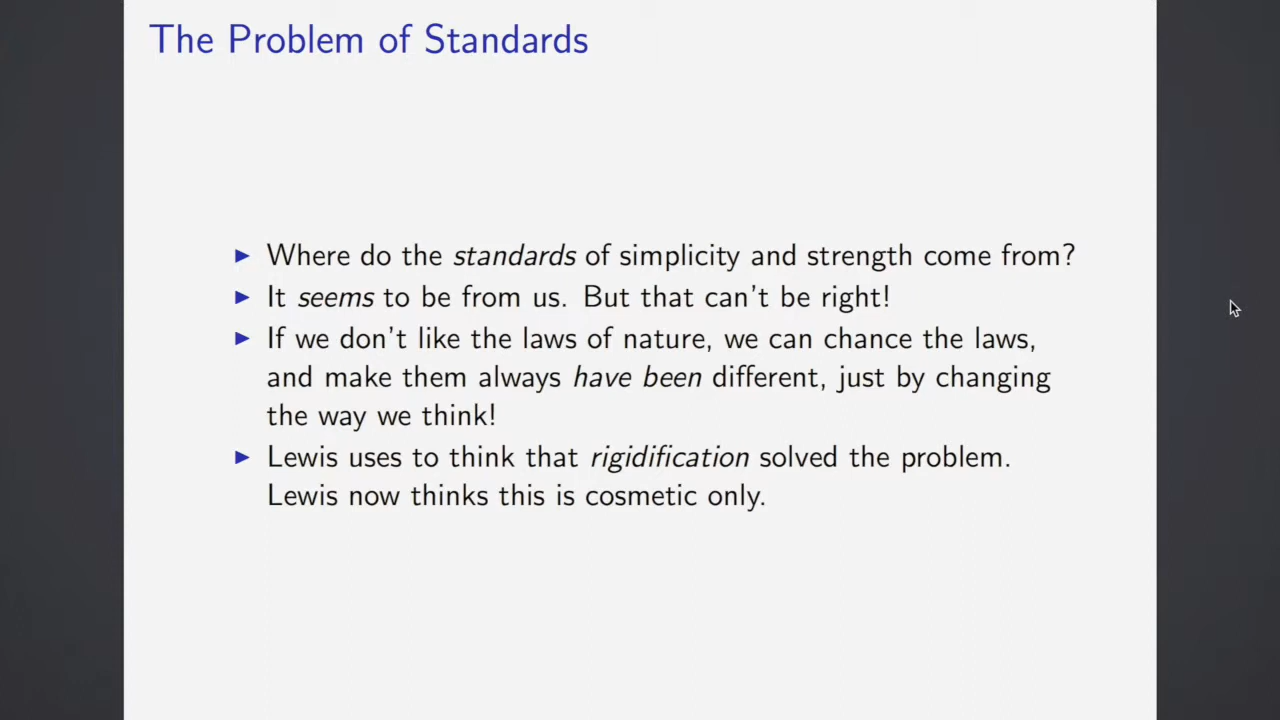 The Problem of Standards
▶ Where do the standards of simplicity and strength come from?
▶ It seems to be from us. But that can't be right!
▶ If we don't like the laws of nature, we can chance the laws,
and make them always have been different, just by changing
the way we think!
▶ Lewis uses to think that rigidification solved the problem.
Lewis now thinks this is cosmetic only.